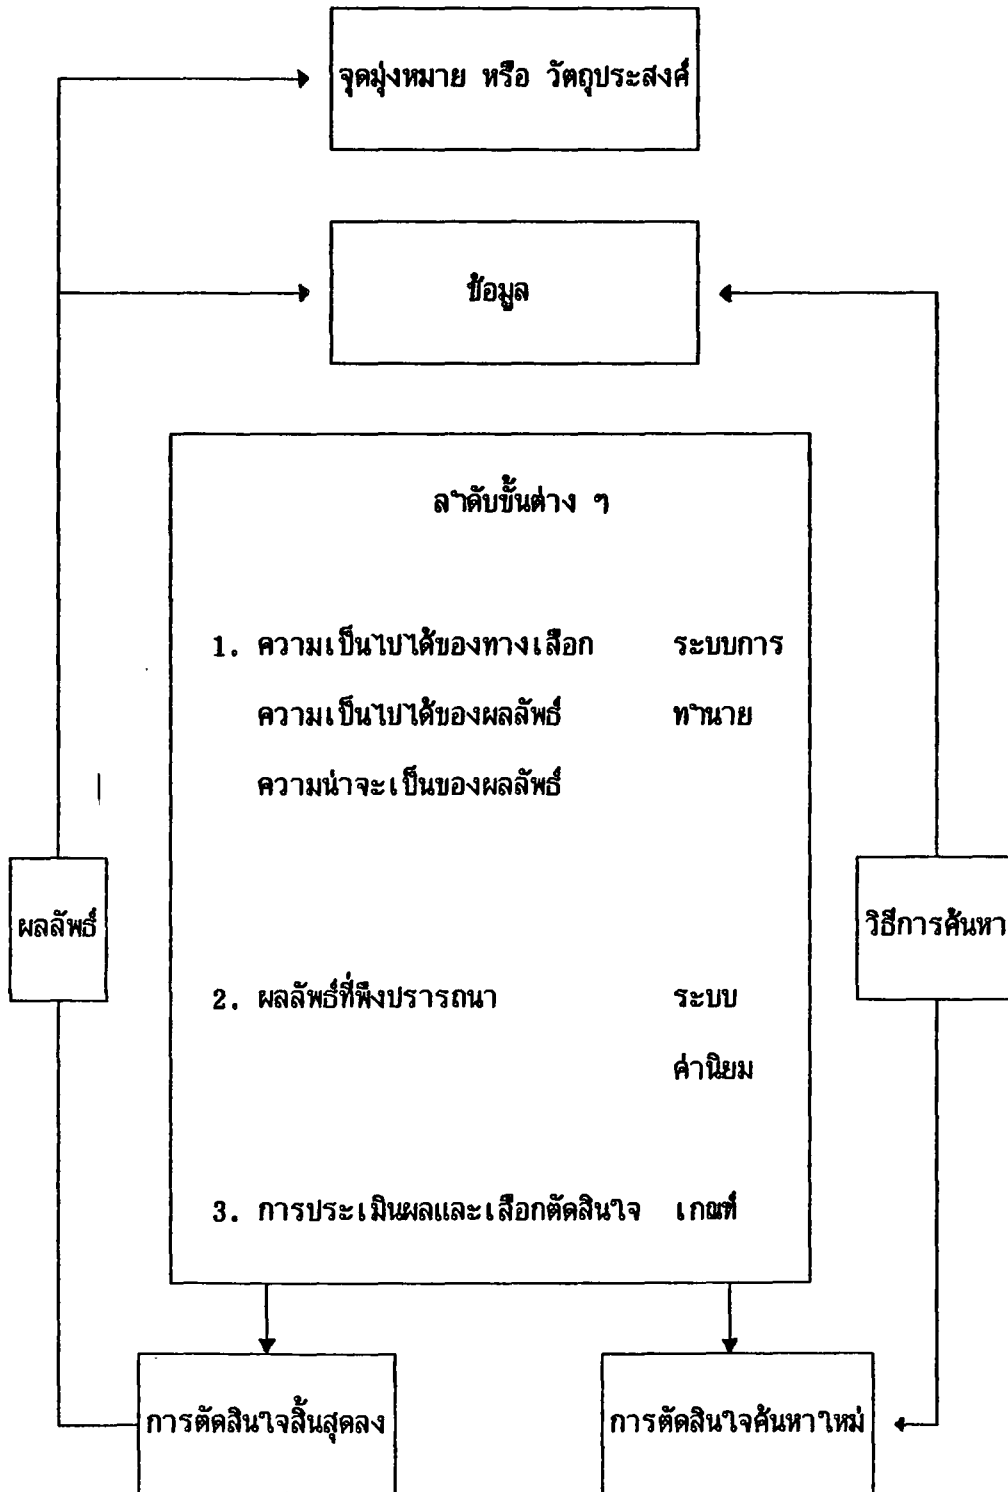 จุดมุ่งหมาย หรือ วัตถุประสงค์
ข้อมูล
ลำดับขั้นต่าง ๆ
1. ความเป็นไปได้ของทางเลือก ระบบการ
ความเป็นไปได้ของผลลัพธ์ ทำนาย
ความน่าจะเป็นของผลลัพธ์
ผลลัพธ์
วิธีการค้นหา
2. ผลลัพธ์ที่พึงปรารถนา ระบบ
ค่านิยม
3. การประเมินผลและเลือกตัดสินใจ เกณฑ์
การตัดสินใจสิ้นสุดลง
การตัดสินใจค้นหาใหม่